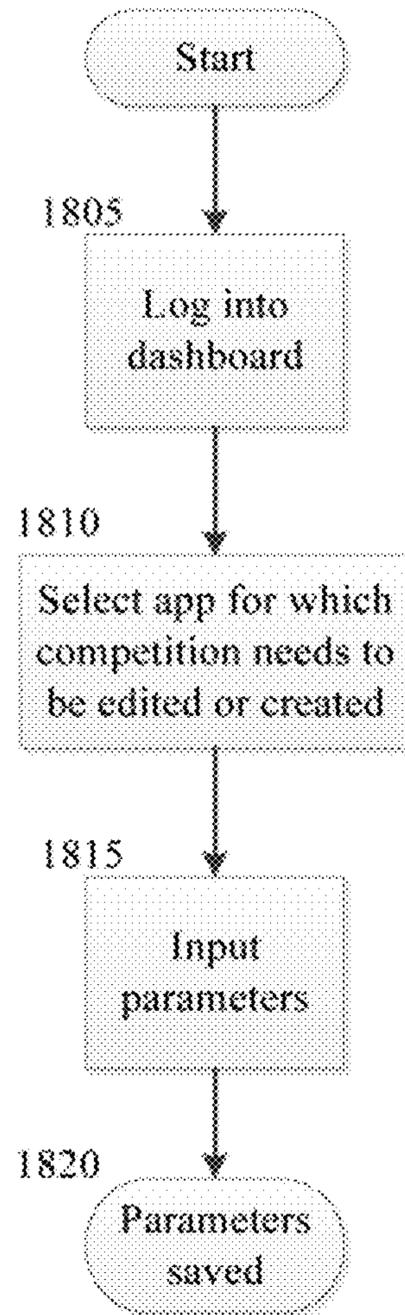 Start
1805
Log into
dashboard
1810
Select app for which
competition needs to
be edited or created
1815
Input
parameters
1820
Parameters
saved